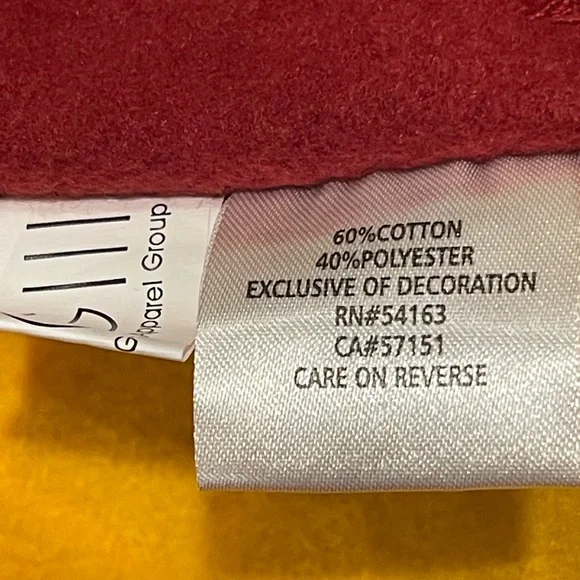 60%COTTON
40%POLYESTER
EXCLUSIVE OF DECORATION
RN#54163
CA#57151
CARE ON REVERSE
G
Apparel Group